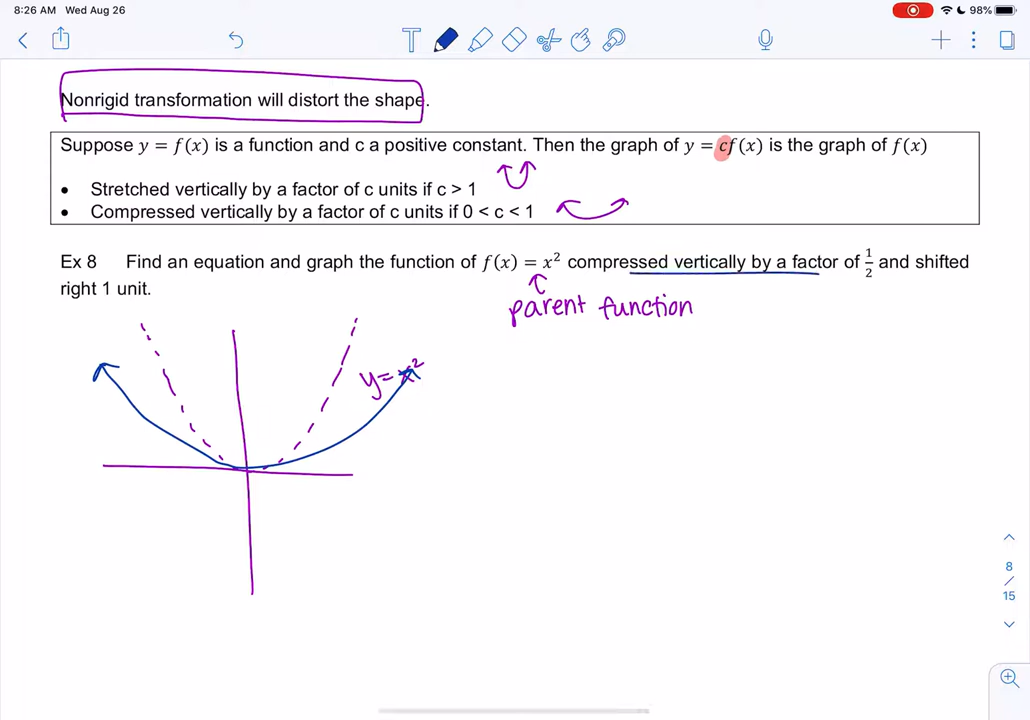 8:26 AM Wed Aug 26
98%
T
Nonrigid transformation will distort the shape.
Suppose y = f(x) is a function and c a positive constant. Then the graph of y = cf(x) is the graph of f(x)
• Stretched vertically by a factor of c units if c > 1
• Compressed vertically by a factor of c units if 0 < c < 1
Ex 8 Find an equation and graph the function of f(x) = x² compressed vertically by a factor of 1/2 and shifted
right 1 unit.
parent function
y = x²
8
/
15